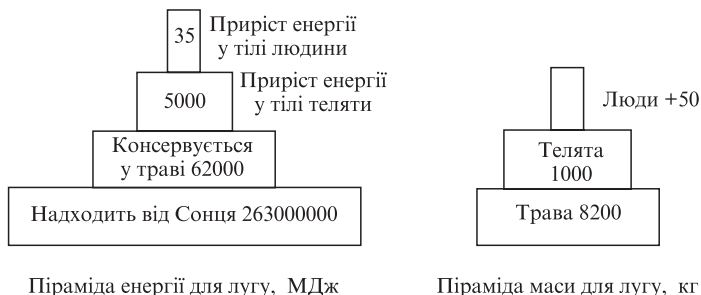 35
Приріст енергії
у тілі людини
5000
Приріст енергії
у тілі теляти
Консервується
у траві 62000
Надходить від Сонця 263000000
Піраміда енергії для лугу, МДж
Люди +50
Телята
1000
Трава 8200
Піраміда маси для лугу, кг